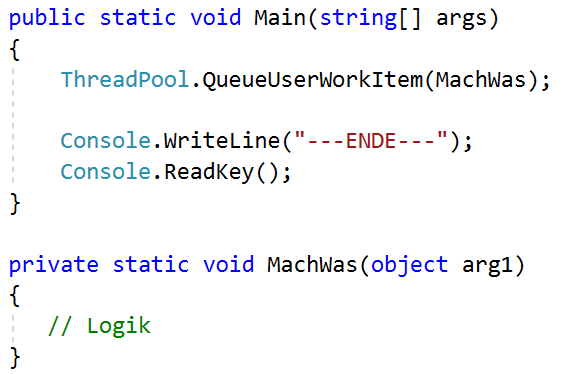 public static void Main(string[] args)
{
ThreadPool.QueueUserWorkItem(MachWas);
Console.WriteLine("---ENDE---");
Console.ReadKey();
}
private static void MachWas(object arg1)
{
// Logik
}